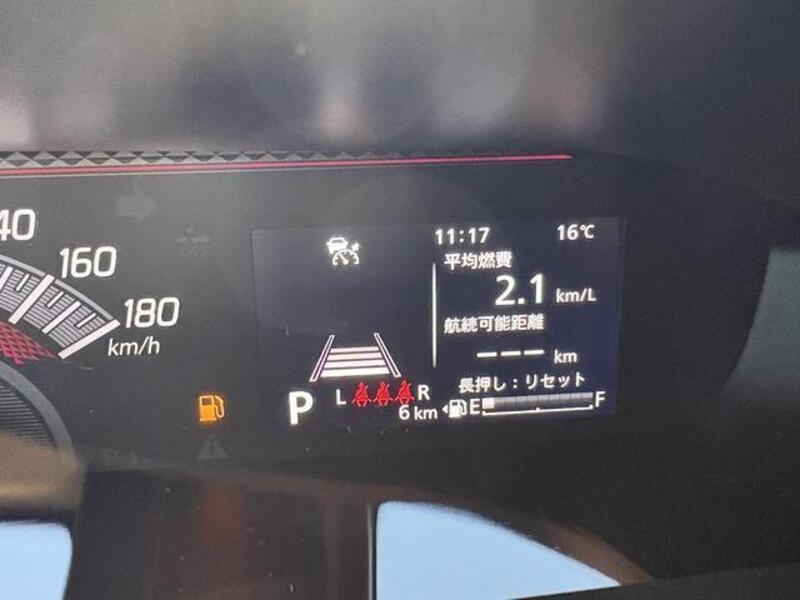 40
160
180
km/h
11:17 16℃
平均燃費
2.1 km/L
航続可能距離
--- km
長押し：リセット
P L R
6 km E F